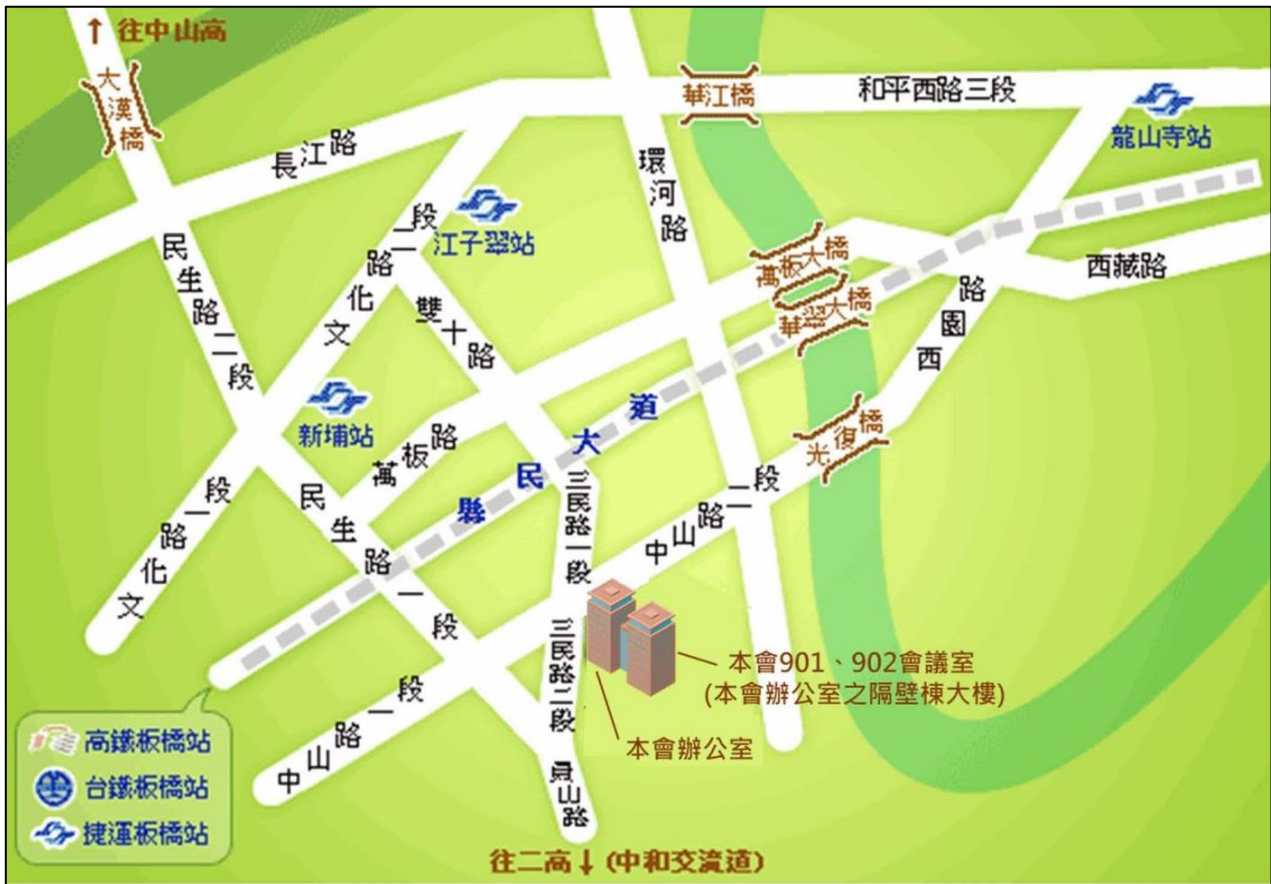 ↑ 往中山高
大漢橋
華江橋
和平西路三段
龍山寺站
長江路
環河路
江子翠站
文化路二段
民生路二段
雙十路
萬板大橋
華翠大橋
西藏路
西園路
新埔站
萬板路
縣民大道
光復橋
文化路一段
民生路一段
三民路一段
中山路二段
三民路二段
中山路一段
本會901、902會議室
(本會辦公室之隔壁棟大樓)
本會辦公室
高鐵板橋站
台鐵板橋站
捷運板橋站
員山路
往二高↓(中和交流道)